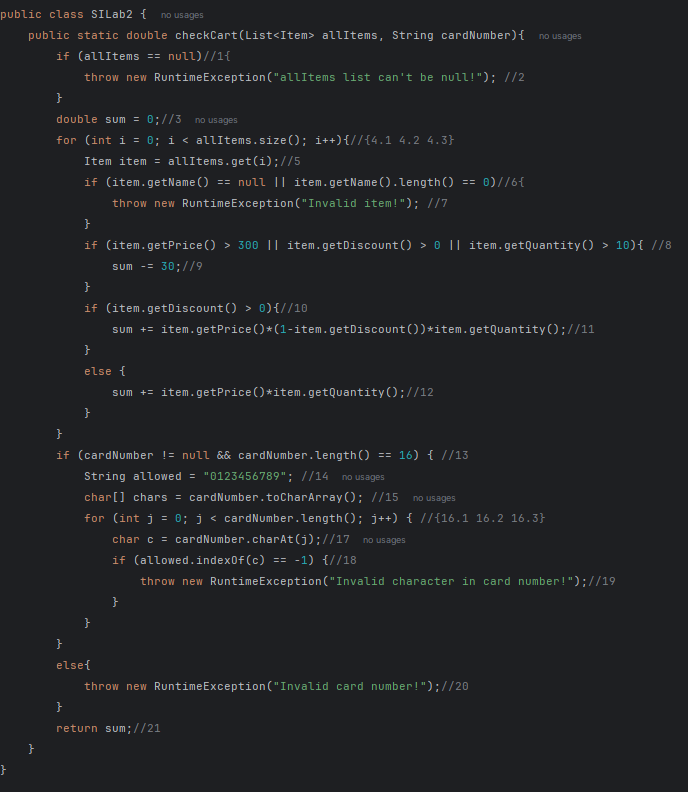 public class SILab2 {   no usages
    public static double checkCart(List<Item> allItems, String cardNumber){   no usages
        if (allItems == null)//1{
            throw new RuntimeException("allItems list can't be null!"); //2
        }
        double sum = 0;//3   no usages
        for (int i = 0; i < allItems.size(); i++){//{4.1 4.2 4.3}
            Item item = allItems.get(i);//5
            if (item.getName() == null || item.getName().length() == 0)//6{
                throw new RuntimeException("Invalid item!"); //7
            }
            if (item.getPrice() > 300 || item.getDiscount() > 0 || item.getQuantity() > 10){ //8
                sum -= 30;//9
            }
            if (item.getDiscount() > 0){//10
                sum += item.getPrice()*(1-item.getDiscount())*item.getQuantity();//11
            }
            else {
                sum += item.getPrice()*item.getQuantity();//12
            }
        }
        if (cardNumber != null && cardNumber.length() == 16) { //13
            String allowed = "0123456789"; //14   no usages
            char[] chars = cardNumber.toCharArray(); //15   no usages
            for (int j = 0; j < cardNumber.length(); j++) { //{16.1 16.2 16.3}
                char c = cardNumber.charAt(j);//17   no usages
                if (allowed.indexOf(c) == -1) {//18
                    throw new RuntimeException("Invalid character in card number!");//19
                }
            }
        }
        else{
            throw new RuntimeException("Invalid card number!");//20
        }
        return sum;//21
    }
}